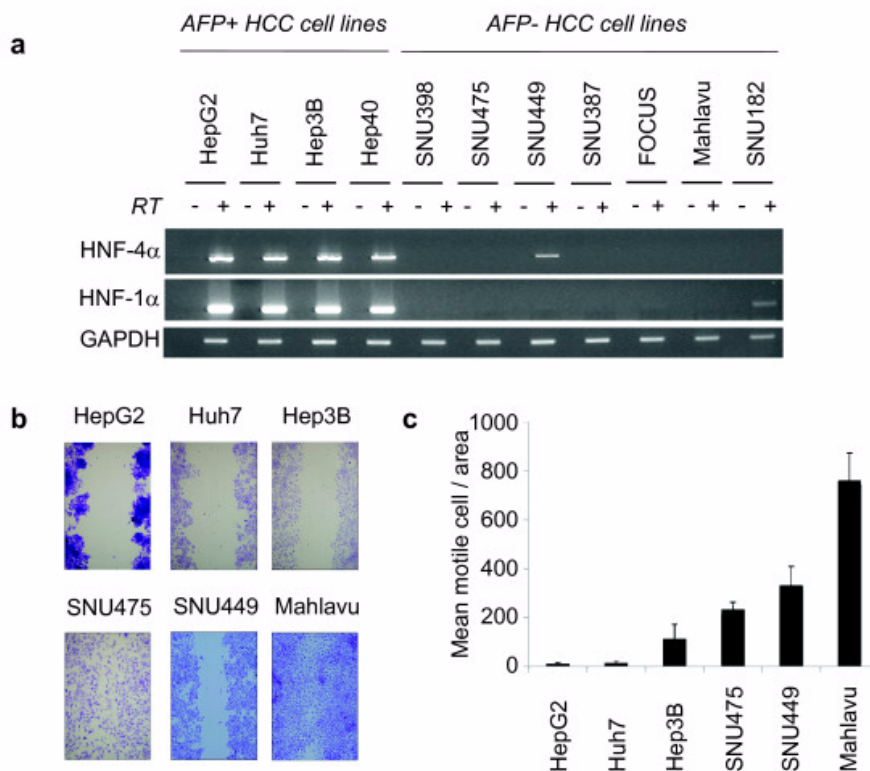 AFP+ HCC cell lines AFP- HCC cell lines
a
HepG2 Huh7 Hep3B Hep40 SNU398 SNU475 SNU449 SNU387 FOCUS Mahlavu SNU182
RT - + - + - + - + - + - + - + - + - + - + - +
HNF-4α
HNF-1α
GAPDH
b
HepG2 Huh7 Hep3B
SNU475 SNU449 Mahlavu
c
Mean motile cell / area
1000
800
600
400
200
0
HepG2 Huh7 Hep3B SNU475 SNU449 Mahlavu